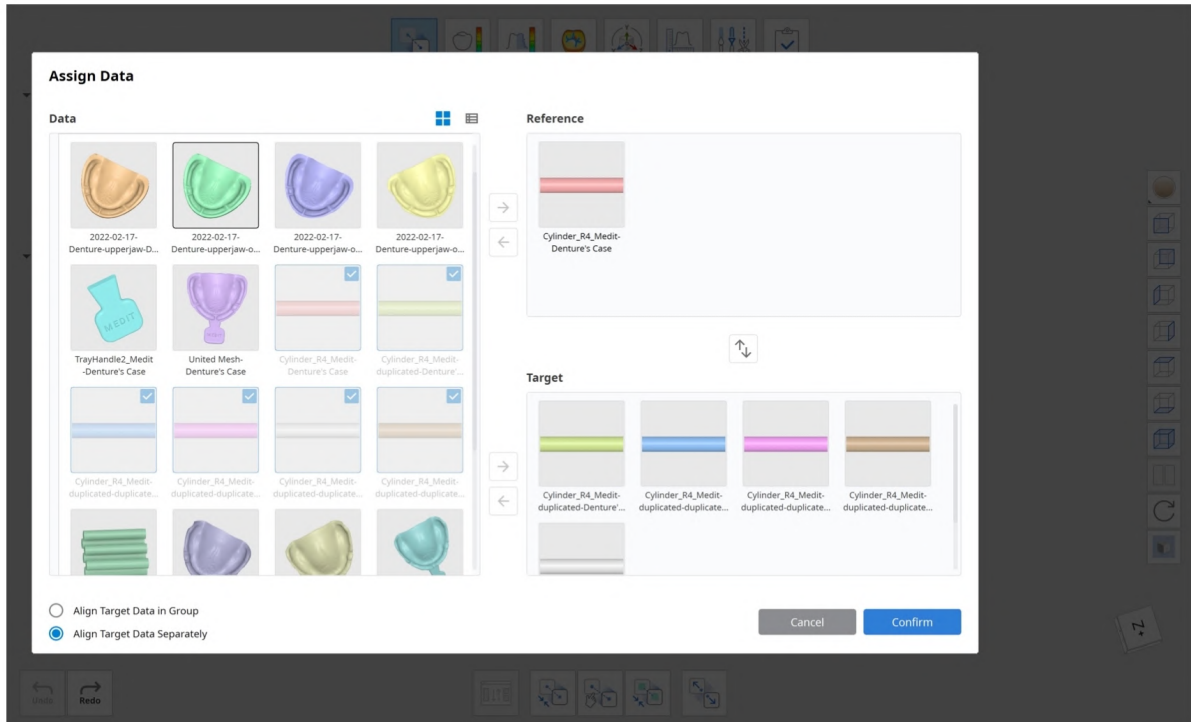 Assign Data
Data
Reference
2022-02-17-
Denture-upperjaw-D...
2022-02-17-
Denture-upperjaw-o...
2022-02-17-
Denture-upperjaw-o...
2022-02-17-
Denture-upperjaw-o...
Cylinder_R4_Medit-
Denture's Case
MEDIT
TrayHandle2_Medit
-Denture's Case
United Mesh-
Denture's Case
Cylinder_R4_Medit-
Denture's Case
Cylinder_R4_Medit-
duplicated-Denture'...
Target
Cylinder_R4_Medit-
duplicated-duplicate...
Cylinder_R4_Medit-
duplicated-duplicate...
Cylinder_R4_Medit-
duplicated-duplicate...
Cylinder_R4_Medit-
duplicated-duplicate...
Cylinder_R4_Medit-
duplicated-Denture'...
Cylinder_R4_Medit-
duplicated-duplicate...
Cylinder_R4_Medit-
duplicated-duplicate...
Cylinder_R4_Medit-
duplicated-duplicate...
Align Target Data in Group
Align Target Data Separately
Cancel
Confirm
Undo
Redo